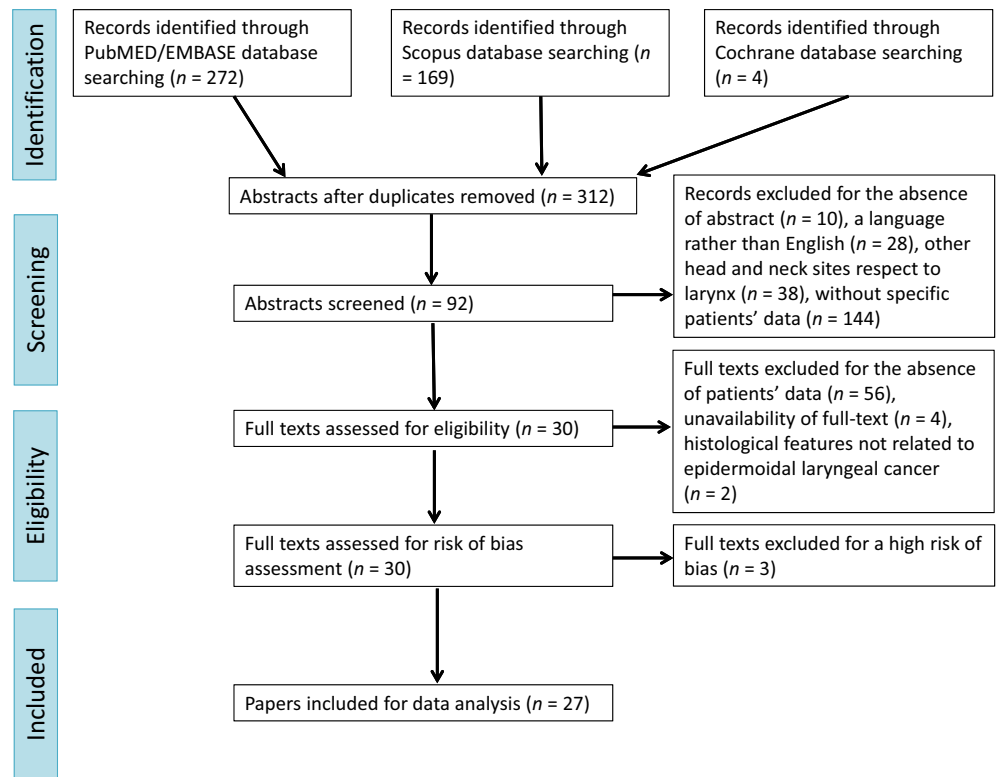 Identification
Records identified through
PubMED/EMBASE database
searching (n = 272)
Records identified through
Scopus database searching (n
= 169)
Records identified through
Cochrane database searching
(n = 4)
Abstracts after duplicates removed (n = 312)
Screening
Abstracts screened (n = 92)
Records excluded for the absence
of abstract (n = 10), a language
rather than English (n = 28), other
head and neck sites respect to
larynx (n = 38), without specific
patients’ data (n = 144)
Eligibility
Full texts assessed for eligibility (n = 30)
Full texts excluded for the
absence of patients’ data (n = 56),
unavailability of full-text (n = 4),
histological features not related to
epidermoidal laryngeal cancer
(n = 2)
Full texts assessed for risk of bias
assessment (n = 30)
Full texts excluded for a high risk of
bias (n = 3)
Included
Papers included for data analysis (n = 27)